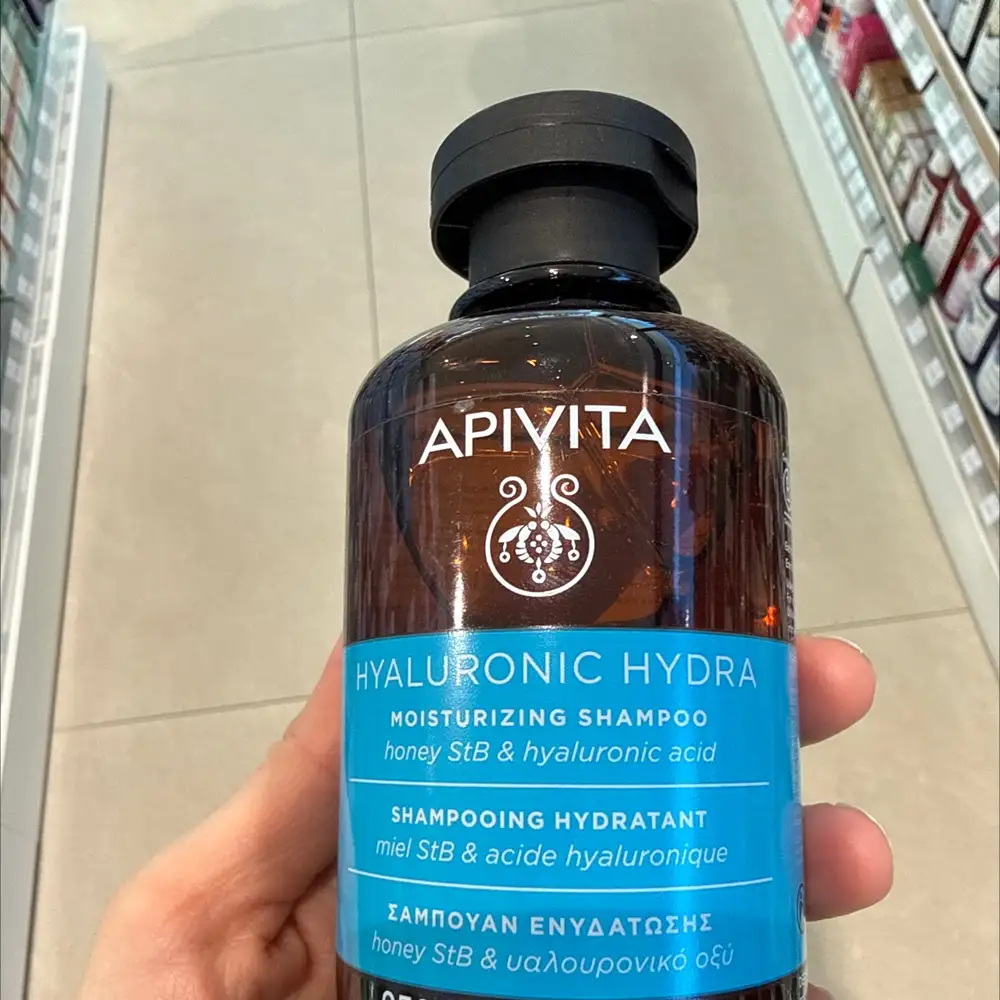 APIVITA
HYALURONIC HYDRA
MOISTURIZING SHAMPOO
honey StB & hyaluronic acid
SHAMPOOING HYDRATANT
miel StB & acide hyaluronique
ΣΑΜΠΟΥΑΝ ΕΝΥΔΑΤΩΣΗΣ
honey StB & υαλουρονικό οξύ